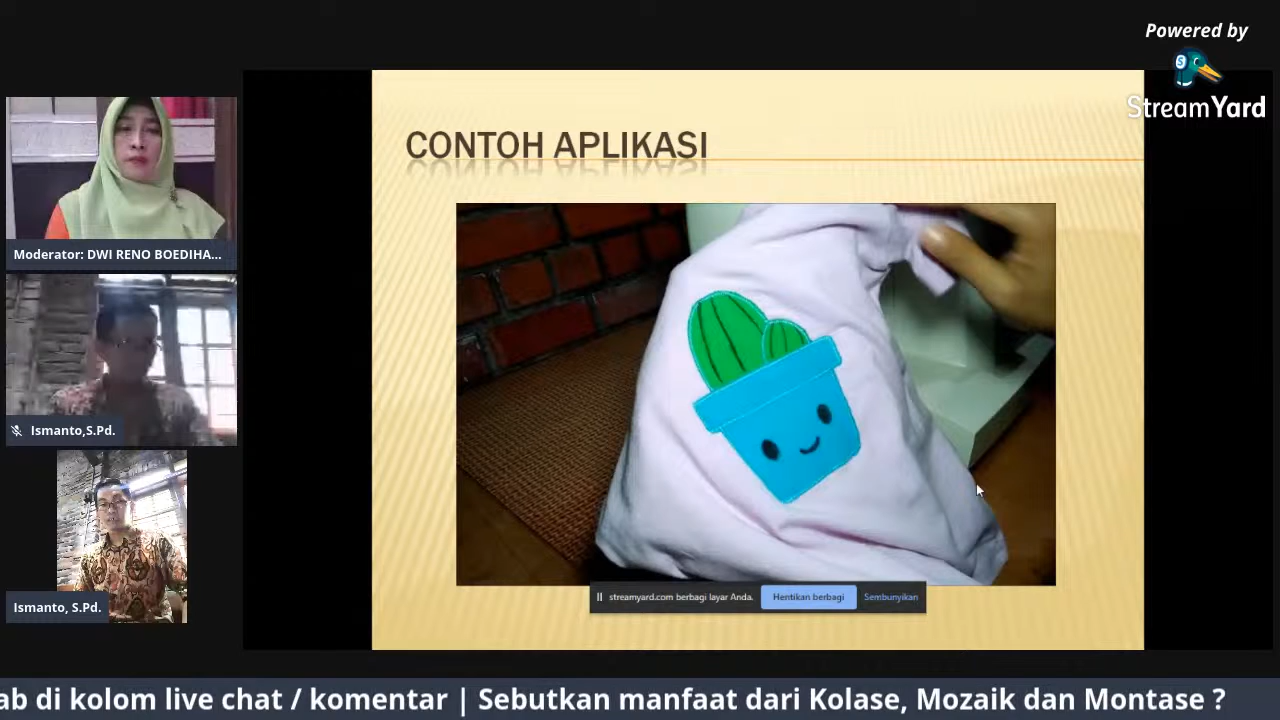 Powered by
StreamYard
CONTOH APLIKASI
Moderator: DWI RENO BOEDIHA...
Ismanto,S.Pd.
Ismanto, S.Pd.
streamyard.com berbagi layar Anda.
Hentikan berbagi
Sembunyikan
ab di kolom live chat / komentar | Sebutkan manfaat dari Kolase, Mozaik dan Montase ?